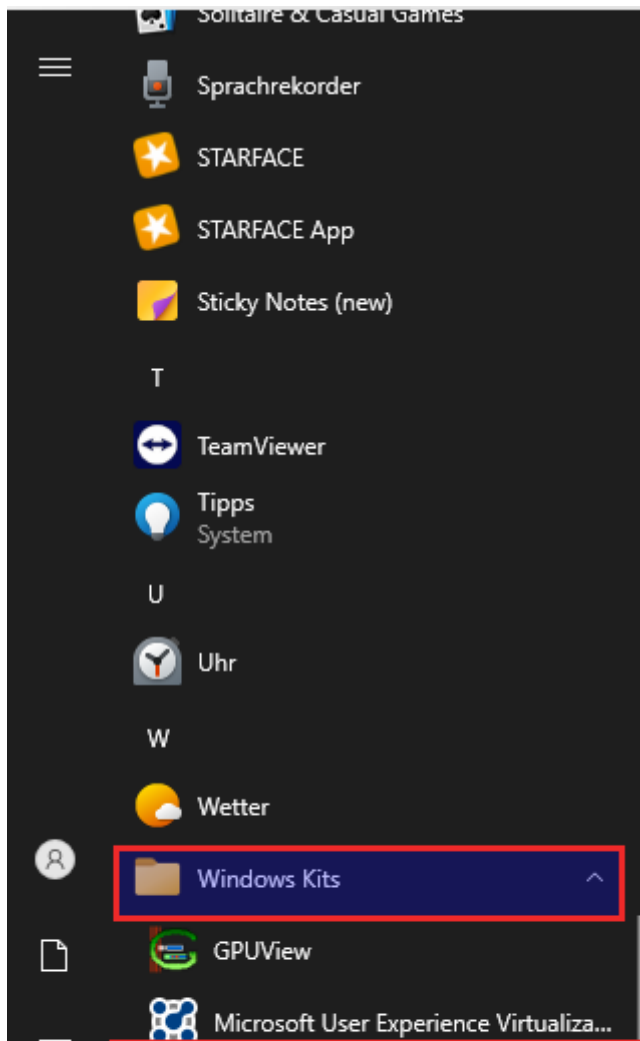 Solitaire & Casual Games
Sprachrekorder
STARFACE
STARFACE App
Sticky Notes (new)
T
TeamViewer
Tipps
System
U
Uhr
W
Wetter
Windows Kits
GPUView
Microsoft User Experience Virtualiza...